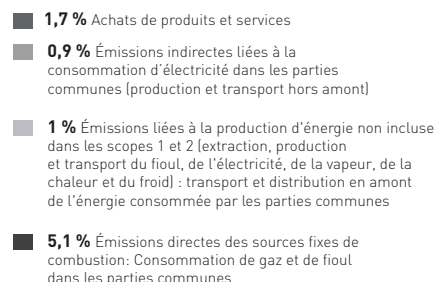 1,7 % Achats de produits et services
0,9 % Émissions indirectes liées à la
consommation d'électricité dans les parties
communes (production et transport hors amont)
1 % Émissions liées à la production d'énergie non incluse
dans les scopes 1 et 2 (extraction, production
et transport du fioul, de l'électricité, de la vapeur, de la
chaleur et du froid) : transport et distribution en amont
de l'énergie consommée par les parties communes
5,1 % Émissions directes des sources fixes de
combustion: Consommation de gaz et de fioul
dans les parties communes